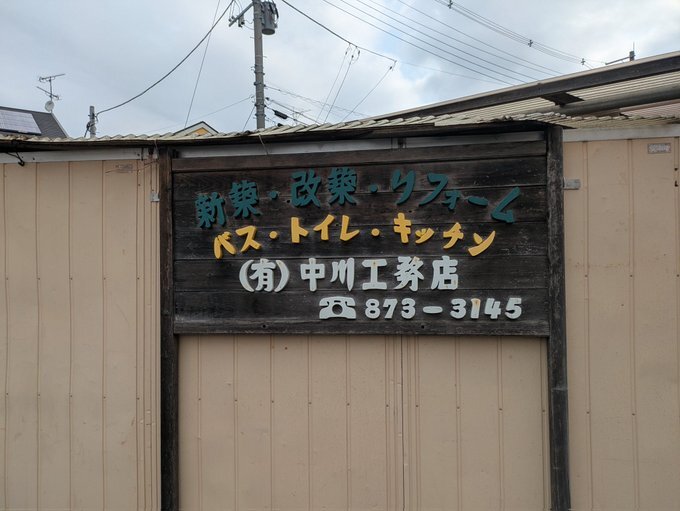 新築・改築・リフォーム
バス・トイレ・キッチン
(有)中川工務店
☎873-3145